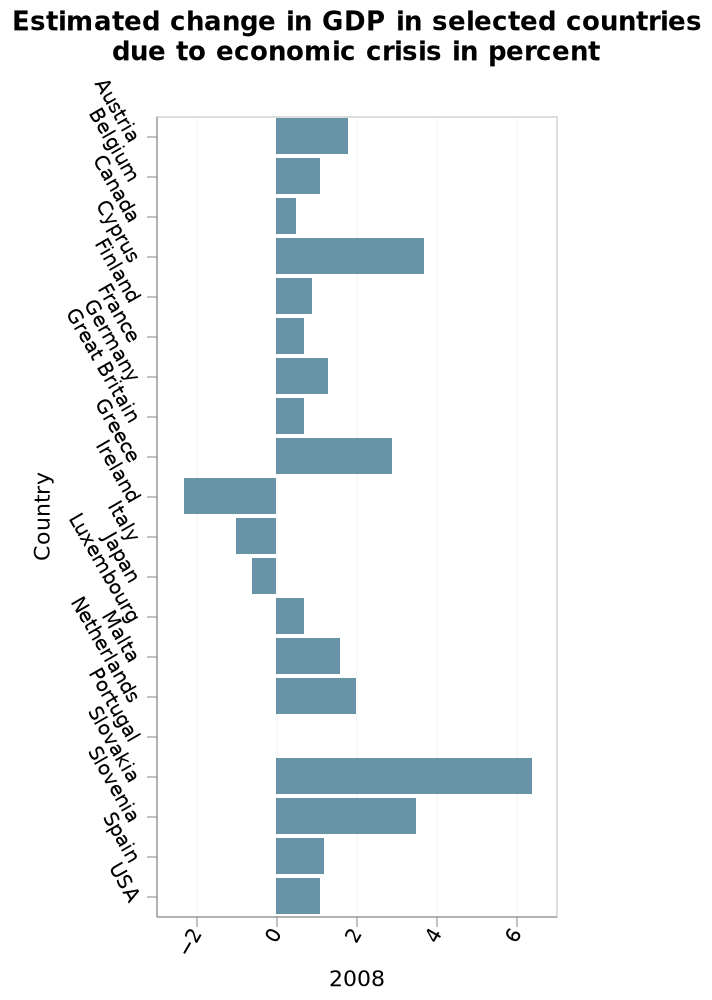 Estimated change in GDP in selected countries
due to economic crisis in percent
Austria
Belgium
Canada
Cyprus
Finland
France
Germany
Great Britain
Greece
Ireland
Italy
Japan
Luxembourg
Malta
Netherlands
Portugal
Slovakia
Slovenia
Spain
USA
Country
−2
0
2
4
6
2008